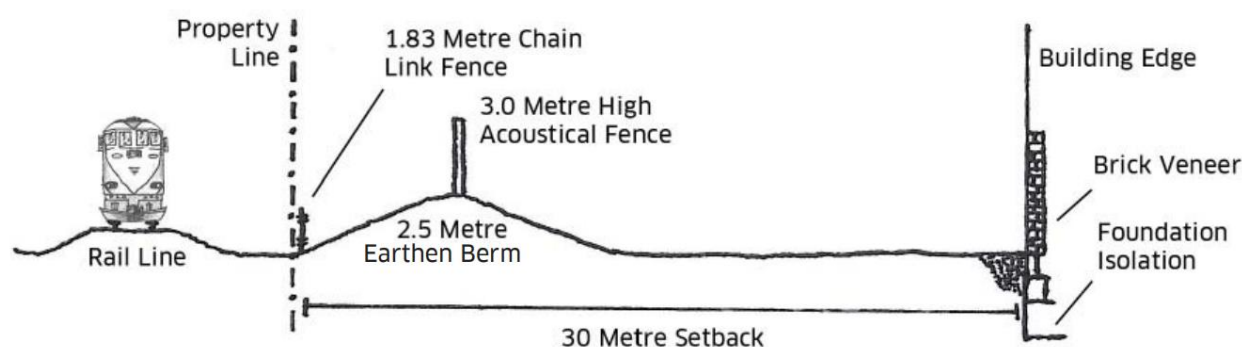 Property
Line
1.83 Metre Chain
Link Fence
3.0 Metre High
Acoustical Fence
Building Edge
Brick Veneer
2.5 Metre
Earthen Berm
Rail Line
Foundation
Isolation
30 Metre Setback